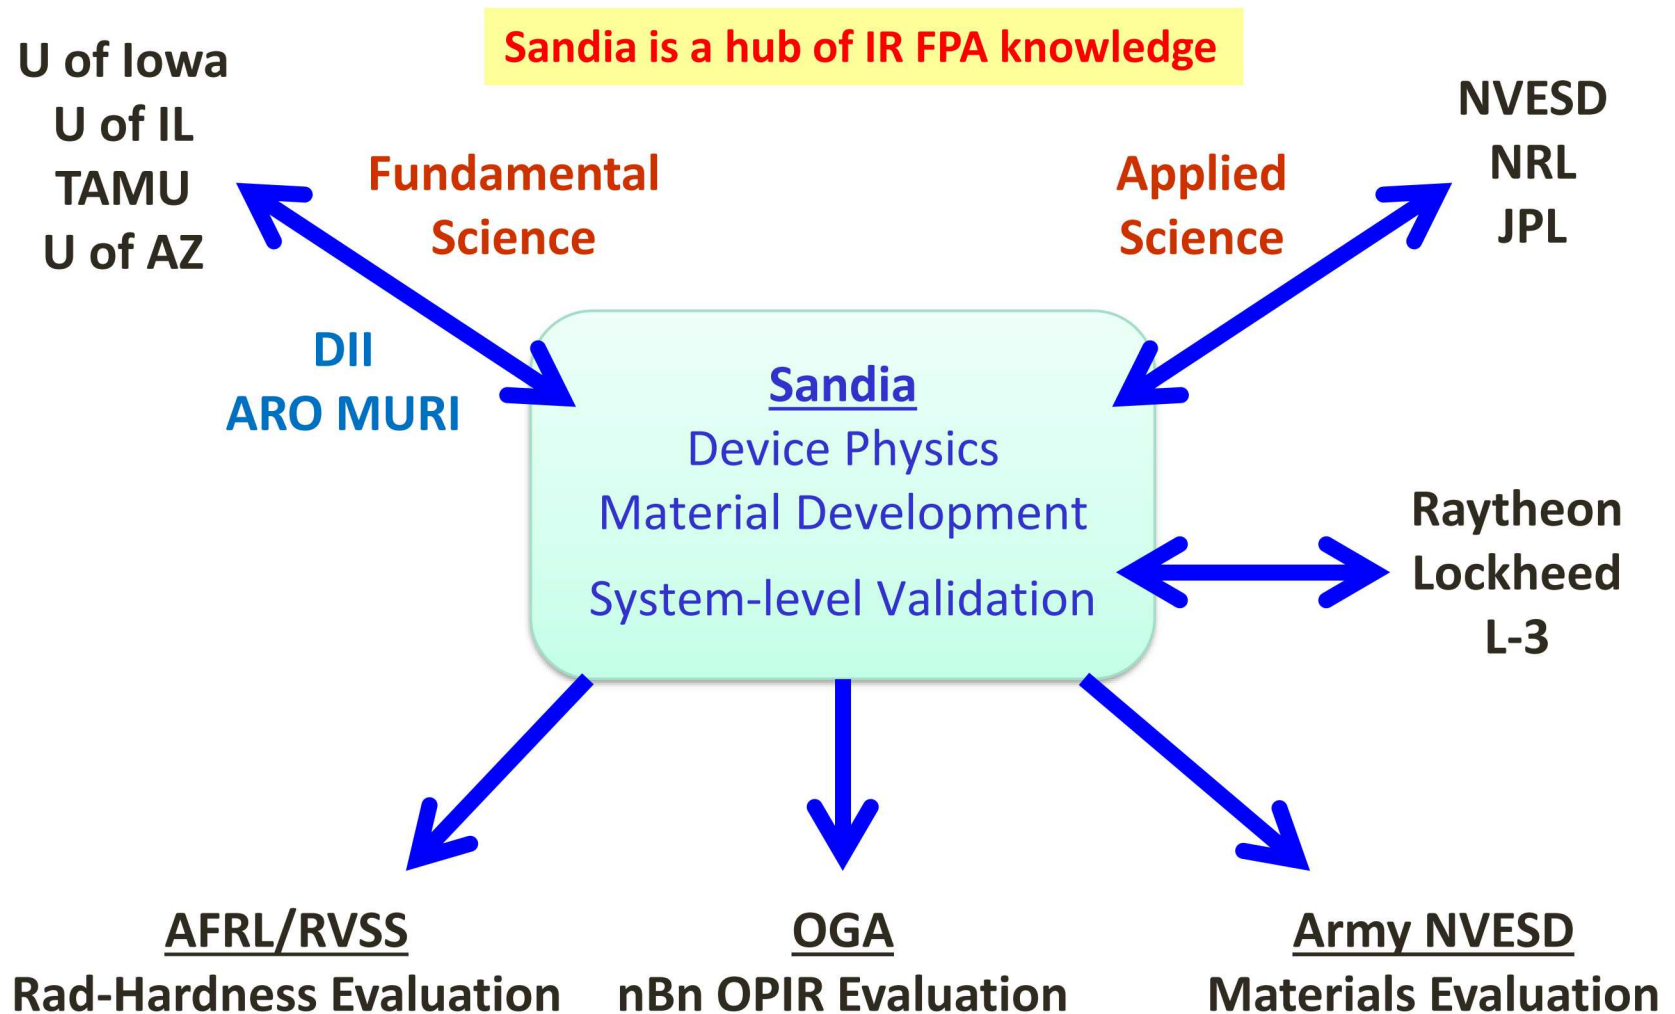 Sandia is a hub of IR FPA knowledge
U of Iowa
U of IL
TAMU
U of AZ
Fundamental
Science
Applied
Science
NVESD
NRL
JPL
DII
ARO MURI
Sandia
Device Physics
Material Development
System-level Validation
Raytheon
Lockheed
L-3
AFRL/RVSS
Rad-Hardness Evaluation
OGA
nBn OPIR Evaluation
Army NVESD
Materials Evaluation